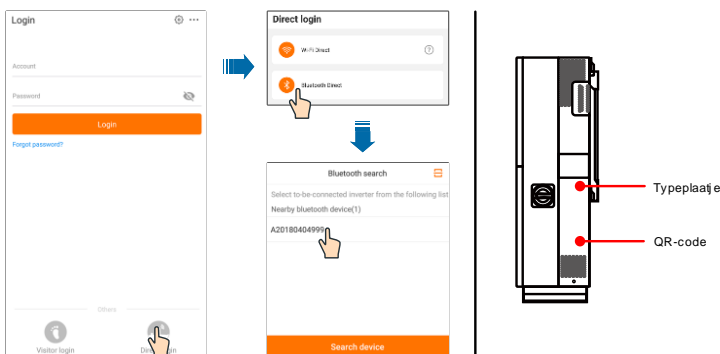 Login
Account
Password
Login
Forgot password?
Others
Visitor login
Direct login
Wi-Fi Direct
Bluetooth Direct
Bluetooth search
Select to-be-connected inverter from the following list
Nearby bluetooth device(1)
A20180404999
Search device
Typeplaatje
QR-code